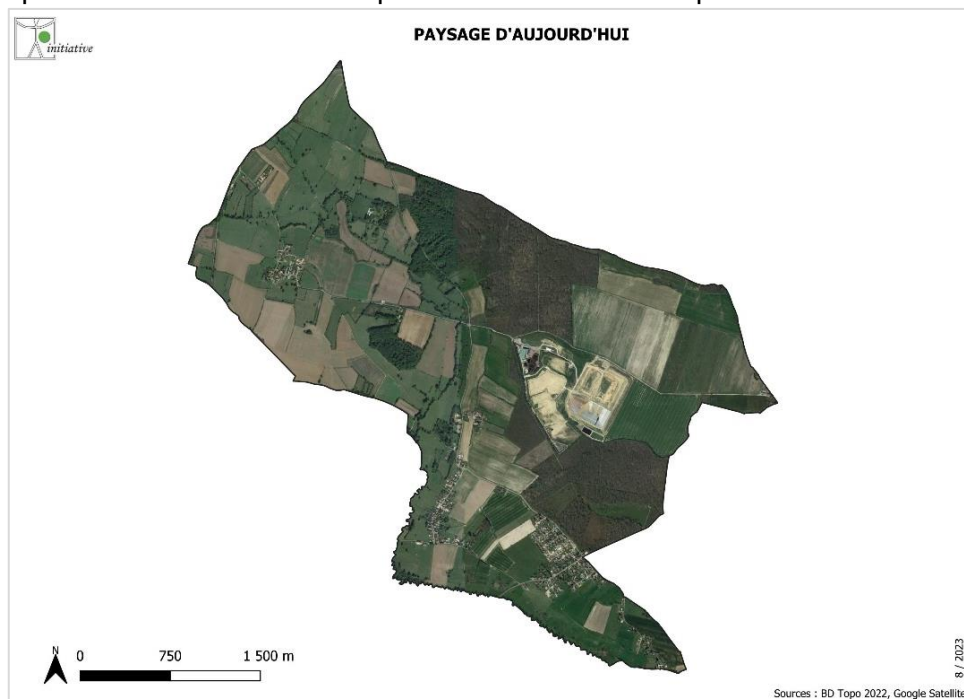 initiative
PAYSAGE D'AUJOURD'HUI
N
0 750 1 500 m
8 / 2023
Sources : BD Topo 2022, Google Satellite